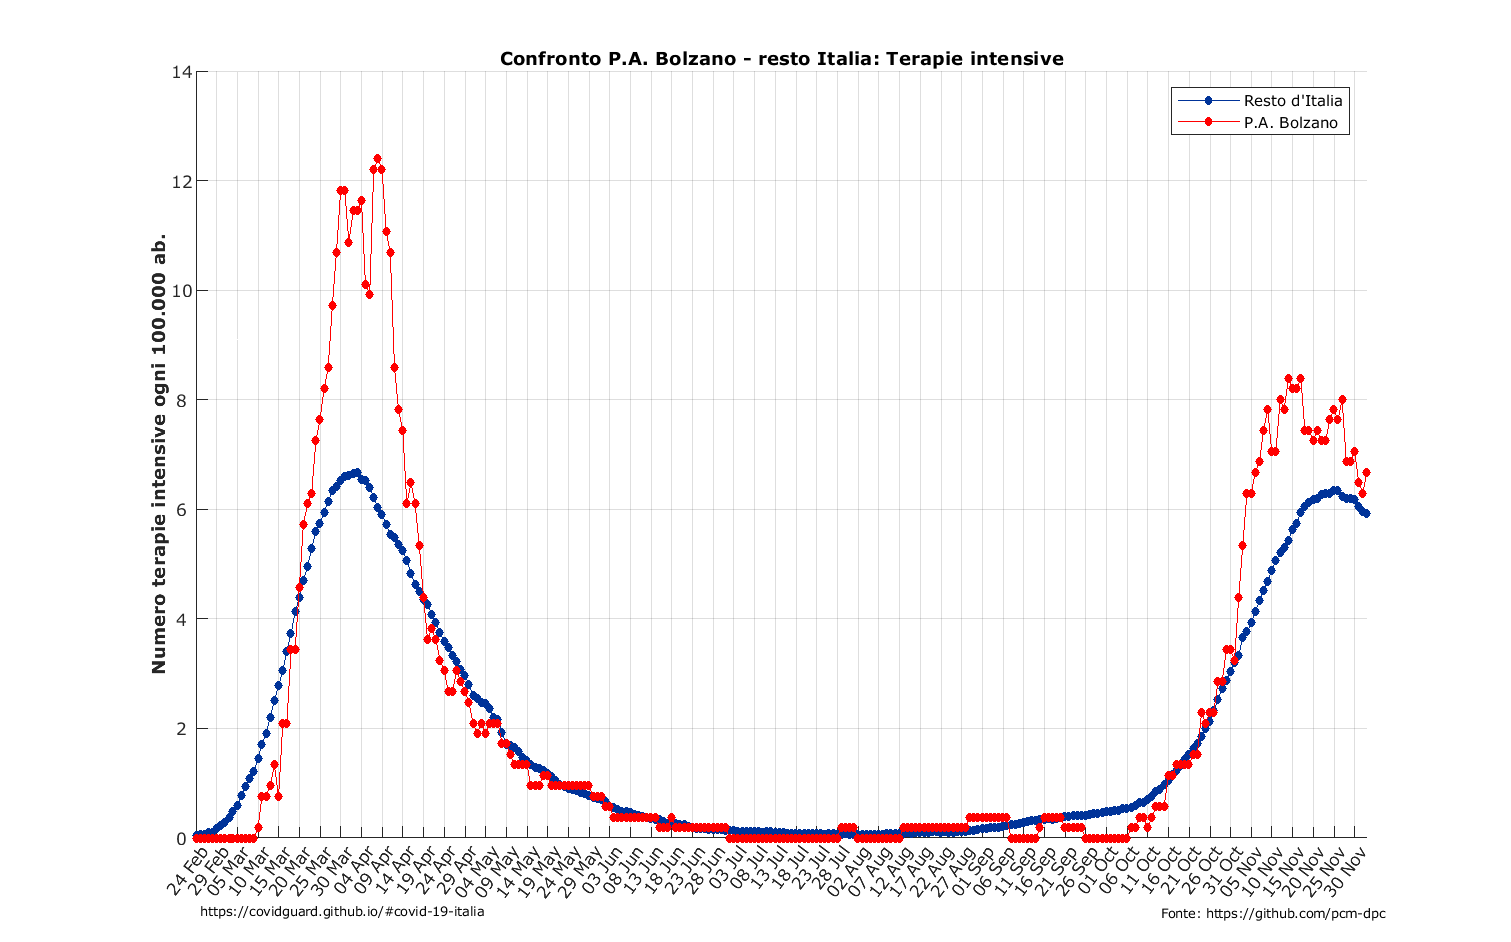 Confronto P.A. Bolzano - resto Italia: Terapie intensive
Resto d'Italia
P.A. Bolzano
Numero terapie intensive ogni 100.000 ab.
14
12
10
8
6
4
2
0
24 Feb
29 Feb
05 Mar
10 Mar
15 Mar
20 Mar
25 Mar
30 Mar
04 Apr
09 Apr
14 Apr
19 Apr
24 Apr
29 Apr
04 May
09 May
14 May
19 May
24 May
29 May
03 Jun
08 Jun
13 Jun
18 Jun
23 Jun
28 Jun
03 Jul
08 Jul
13 Jul
18 Jul
23 Jul
28 Jul
02 Aug
07 Aug
12 Aug
17 Aug
22 Aug
27 Aug
01 Sep
06 Sep
11 Sep
16 Sep
21 Sep
26 Sep
01 Oct
06 Oct
11 Oct
16 Oct
21 Oct
26 Oct
31 Oct
05 Nov
10 Nov
15 Nov
20 Nov
25 Nov
30 Nov
https://covidguard.github.io/#covid-19-italia
Fonte: https://github.com/pcm-dpc